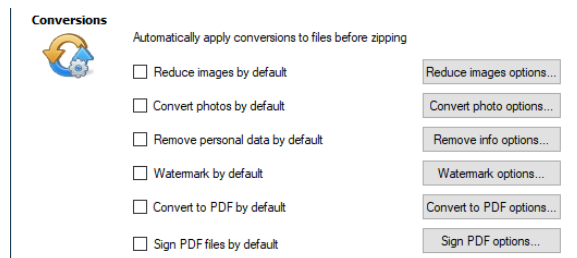 Conversions
Automatically apply conversions to files before zipping
Reduce images by default
Reduce images options...
Convert photos by default
Convert photo options...
Remove personal data by default
Remove info options...
Watermark by default
Watermark options...
Convert to PDF by default
Convert to PDF options...
Sign PDF files by default
Sign PDF options...